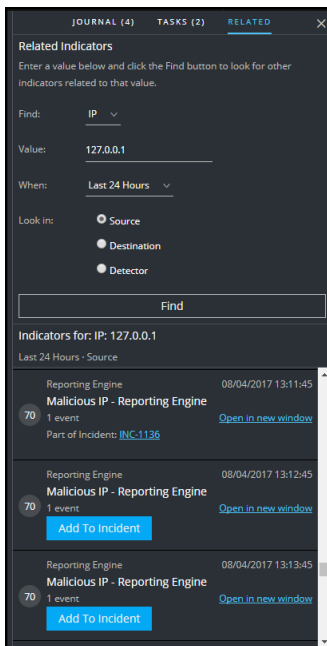 JOURNAL (4) TASKS (2) RELATED
Related Indicators
Enter a value below and click the Find button to look for other
indicators related to that value.
Find: IP
Value: 127.0.0.1
When: Last 24 Hours
Look in: Source
Destination
Detector
Find
Indicators for: IP: 127.0.0.1
Last 24 Hours · Source
Reporting Engine 08/04/2017 13:11:45
Malicious IP - Reporting Engine
70 1 event Open in new window
Part of Incident: INC-1136
Reporting Engine 08/04/2017 13:12:45
Malicious IP - Reporting Engine
70 1 event Open in new window
Add To Incident
Reporting Engine 08/04/2017 13:13:45
Malicious IP - Reporting Engine
70 1 event Open in new window
Add To Incident